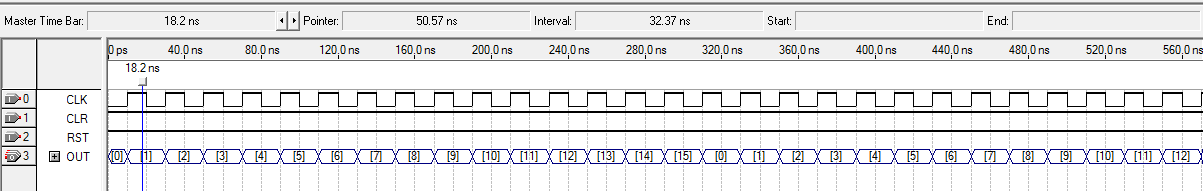 Master Time Bar: 18.2 ns Pointer: 50.57 ns Interval: 32.37 ns Start: End:
0 ps 40.0 ns 80.0 ns 120.0 ns 160.0 ns 200.0 ns 240.0 ns 280.0 ns 320.0 ns 360.0 ns 400.0 ns 440.0 ns 480.0 ns 520.0 ns 560.0 ns
18.2 ns
0 CLK
1 CLR
2 RST
3 OUT [0] [1] [2] [3] [4] [5] [6] [7] [8] [9] [10] [11] [12] [13] [14] [15] [0] [1] [2] [3] [4] [5] [6] [7] [8] [9] [10] [11] [12]